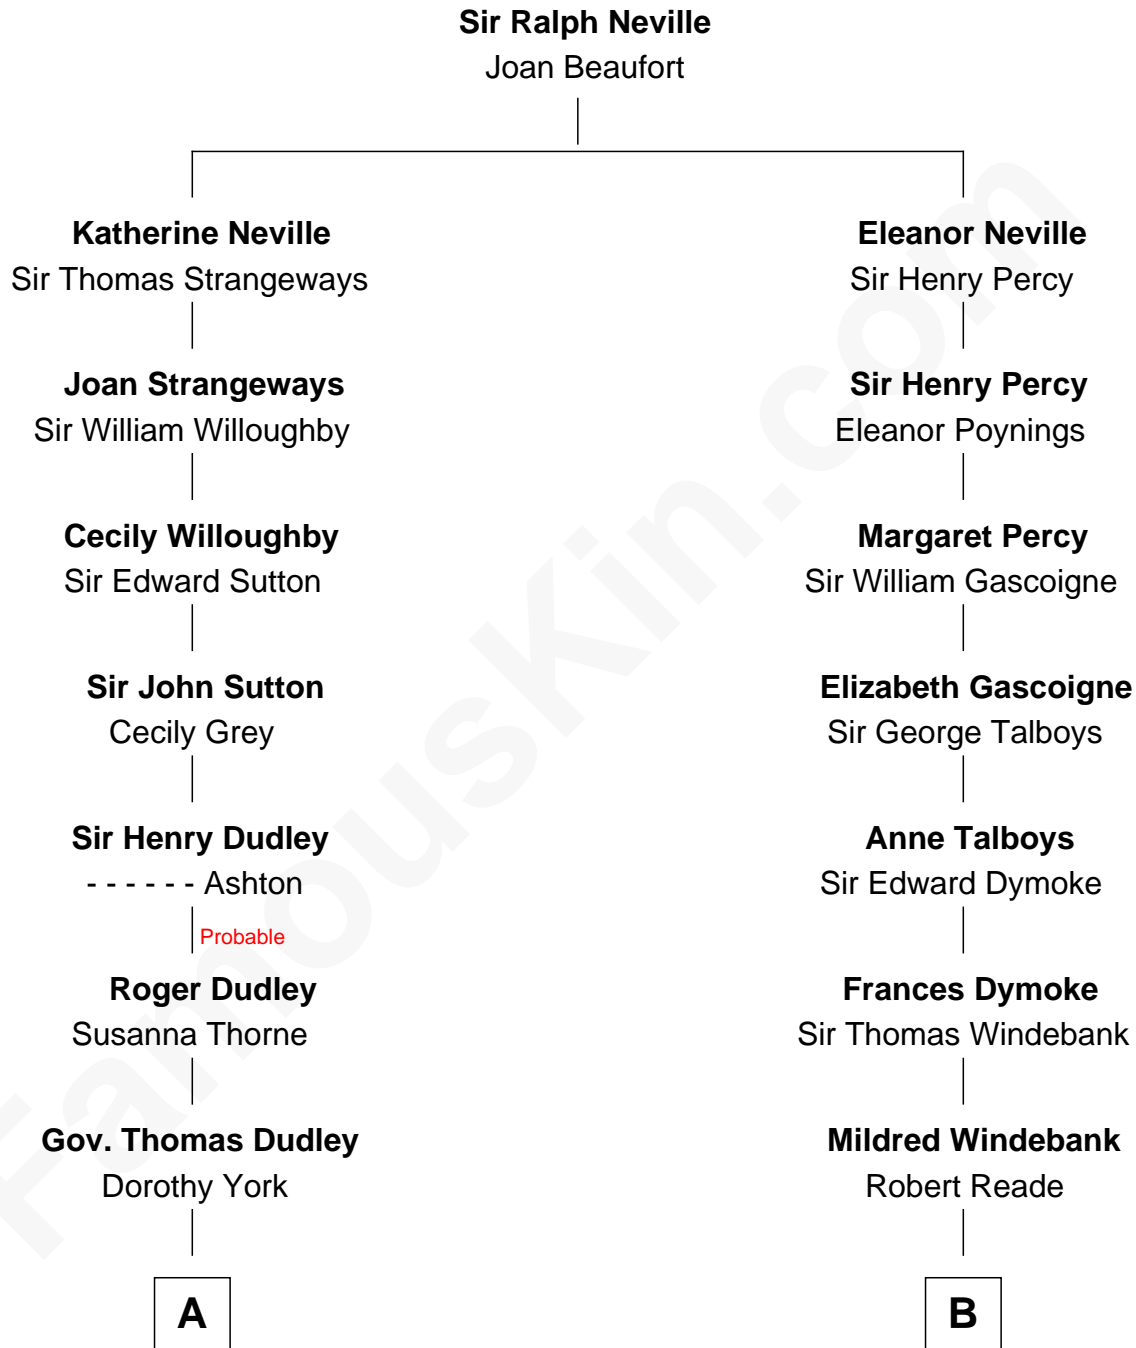 Sir Ralph Neville
Joan Beaufort
Katherine Neville
Sir Thomas Strangeways
Eleanor Neville
Sir Henry Percy
Joan Strangeways
Sir William Willoughby
Sir Henry Percy
Eleanor Poynings
Cecily Willoughby
Sir Edward Sutton
Margaret Percy
Sir William Gascoigne
Sir John Sutton
Cecily Grey
Elizabeth Gascoigne
Sir George Talboys
Sir Henry Dudley
- - - - - - Ashton
Probable
Anne Talboys
Sir Edward Dymoke
Roger Dudley
Susanna Thorne
Frances Dymoke
Sir Thomas Windebank
Gov. Thomas Dudley
Dorothy York
Mildred Windebank
Robert Reade
A
B
FamousKin.com